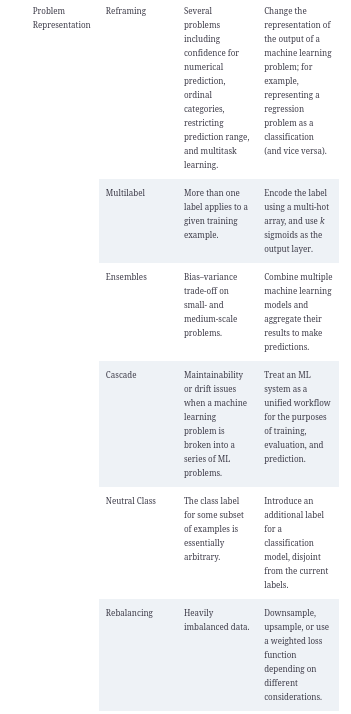 Problem
Representation
Reframing
Several
problems
including
confidence for
numerical
prediction,
ordinal
categories,
restricting
prediction range,
and multitask
learning.
Change the
representation of
the output of a
machine learning
problem; for
example,
representing a
regression
problem as a
classification
(and vice versa).
Multilabel
More than one
label applies to a
given training
example.
Encode the label
using a multi-hot
array, and use k
sigmoids as the
output layer.
Ensembles
Bias–variance
trade-off on
small- and
medium-scale
problems.
Combine multiple
machine learning
models and
aggregate their
results to make
predictions.
Cascade
Maintainability
or drift issues
when a machine
learning
problem is
broken into a
series of ML
problems.
Treat an ML
system as a
unified workflow
for the purposes
of training,
evaluation, and
prediction.
Neutral Class
The class label
for some subset
of examples is
essentially
arbitrary.
Introduce an
additional label
for a
classification
model, disjoint
from the current
labels.
Rebalancing
Heavily
imbalanced data.
Downsample,
upsample, or use
a weighted loss
function
depending on
different
considerations.